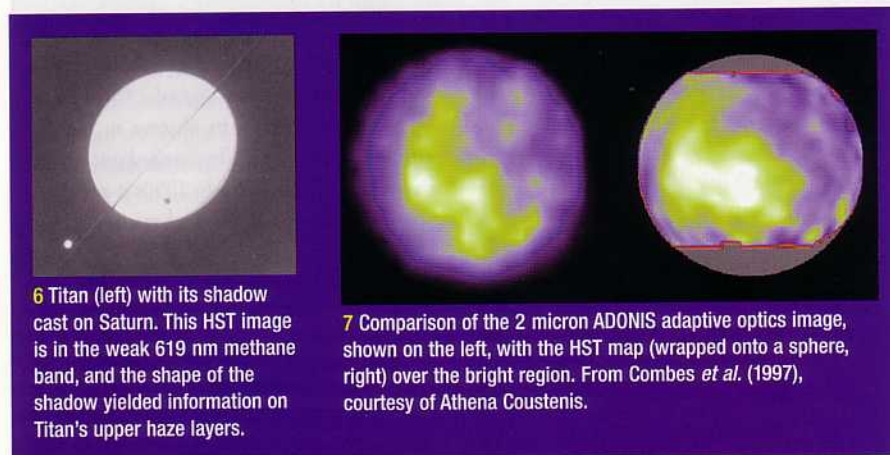 6 Titan (left) with its shadow
cast on Saturn. This HST image
is in the weak 619 nm methane
band, and the shape of the
shadow yielded information on
Titan's upper haze layers.
7 Comparison of the 2 micron ADONIS adaptive optics image,
shown on the left, with the HST map (wrapped onto a sphere,
right) over the bright region. From Combes et al. (1997),
courtesy of Athena Coustenis.